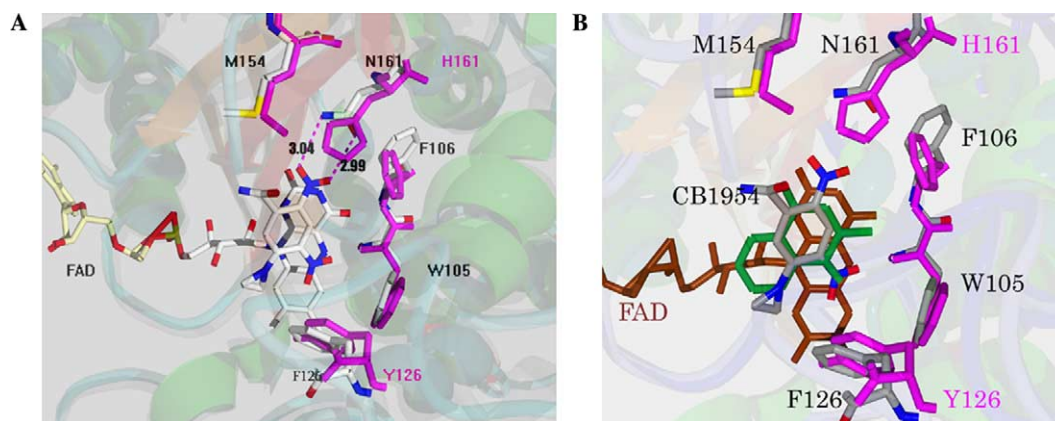 A
M154
N161
H161
3.04
2.99
F106
FAD
W105
F126
Y126
B
M154
N161
H161
F106
CB1954
FAD
W105
F126
Y126